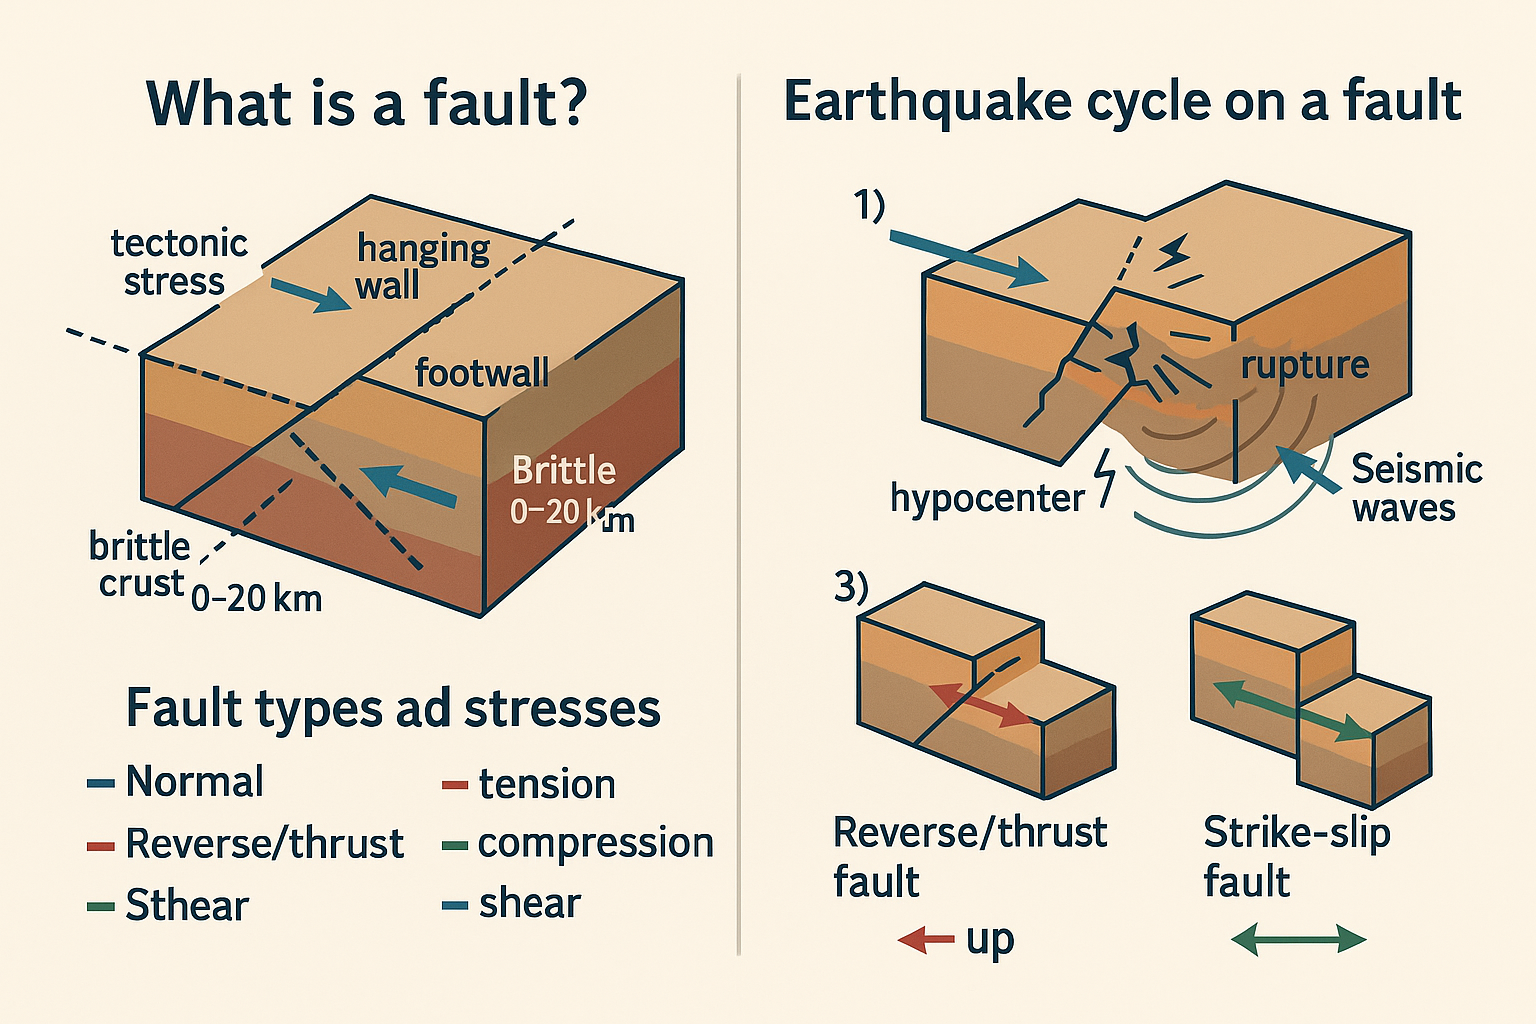 What is a fault?
tectonic
stress
hanging
wall
footwall
Brittle
0–20 km
brittle
crust
0–20 km
Fault types ad stresses
Normal
Reverse/thrust
Sthear
tension
compression
shear
Earthquake cycle on a fault
1)
rupture
hypocenter
Seismic
waves
3)
Reverse/thrust
fault
up
Strike-slip
fault